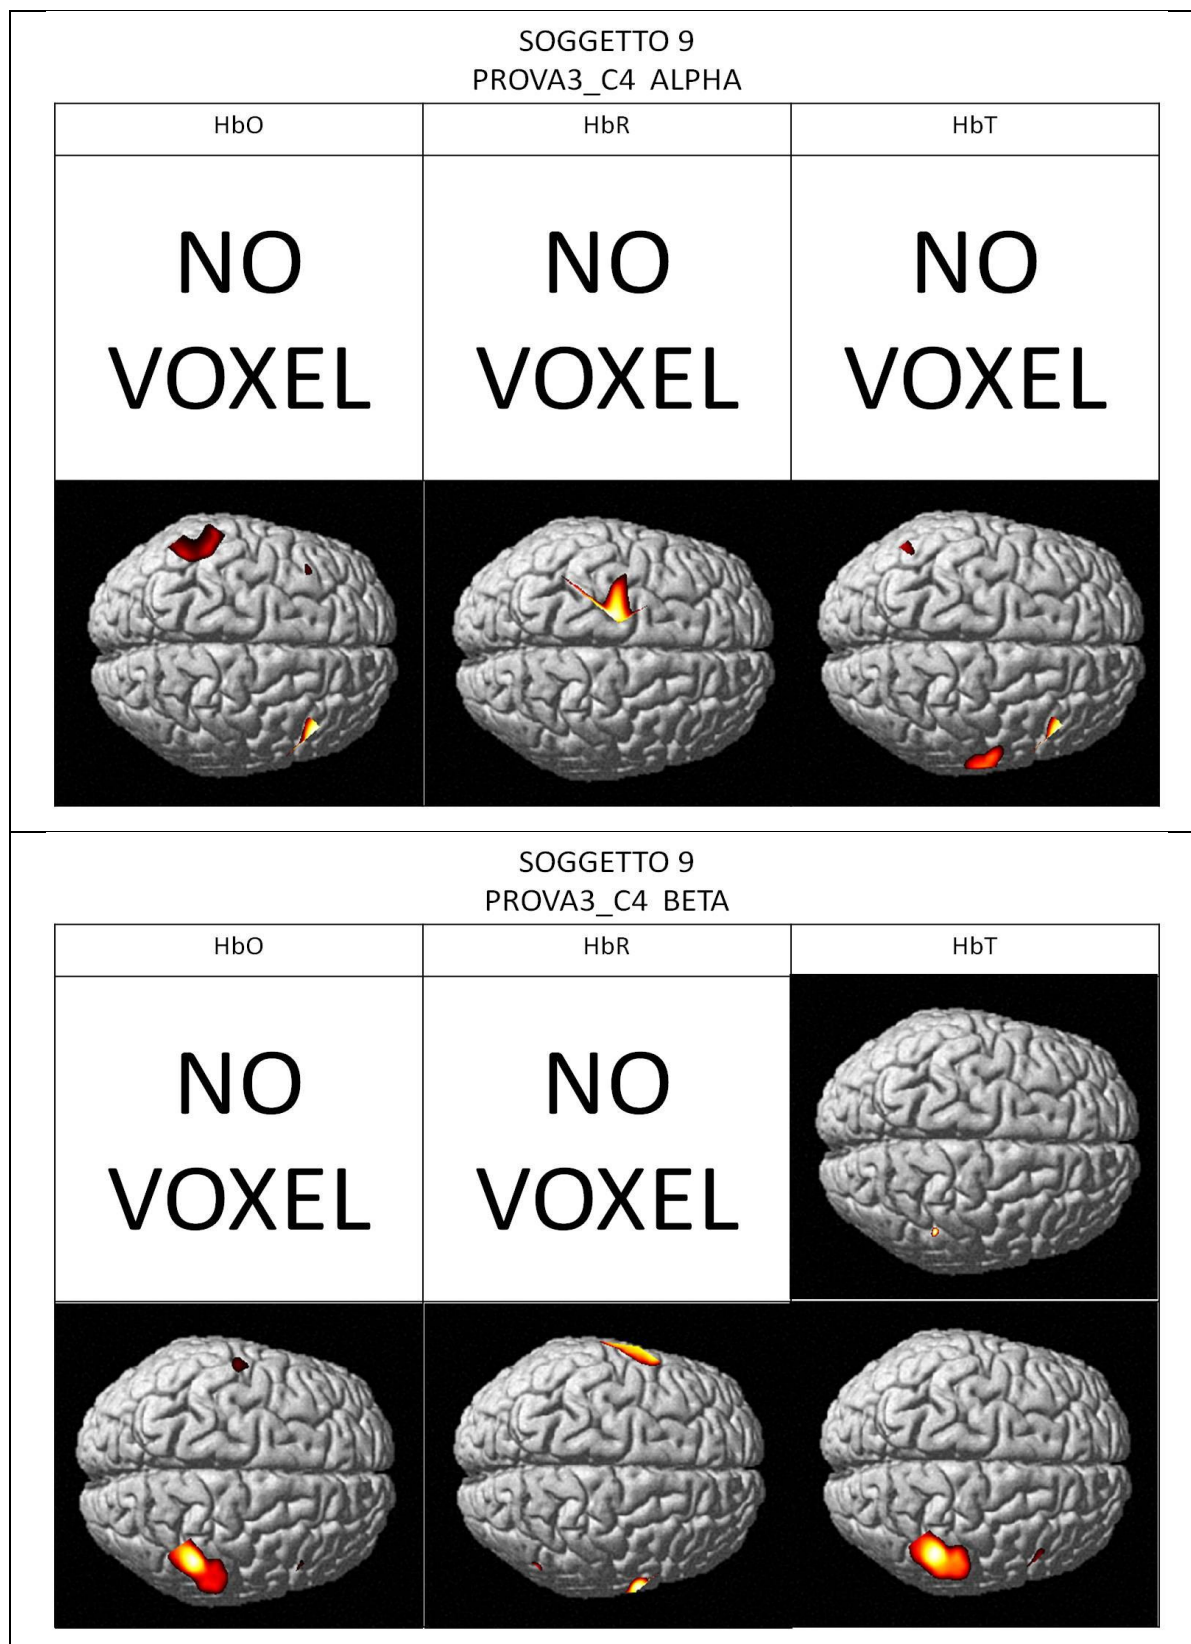 SOGGETTO 9
PROVA3_C4 ALPHA
HbO HbR HbT
NO NO NO
VOXEL VOXEL VOXEL
SOGGETTO 9
PROVA3_C4 BETA
HbO HbR HbT
NO NO
VOXEL VOXEL